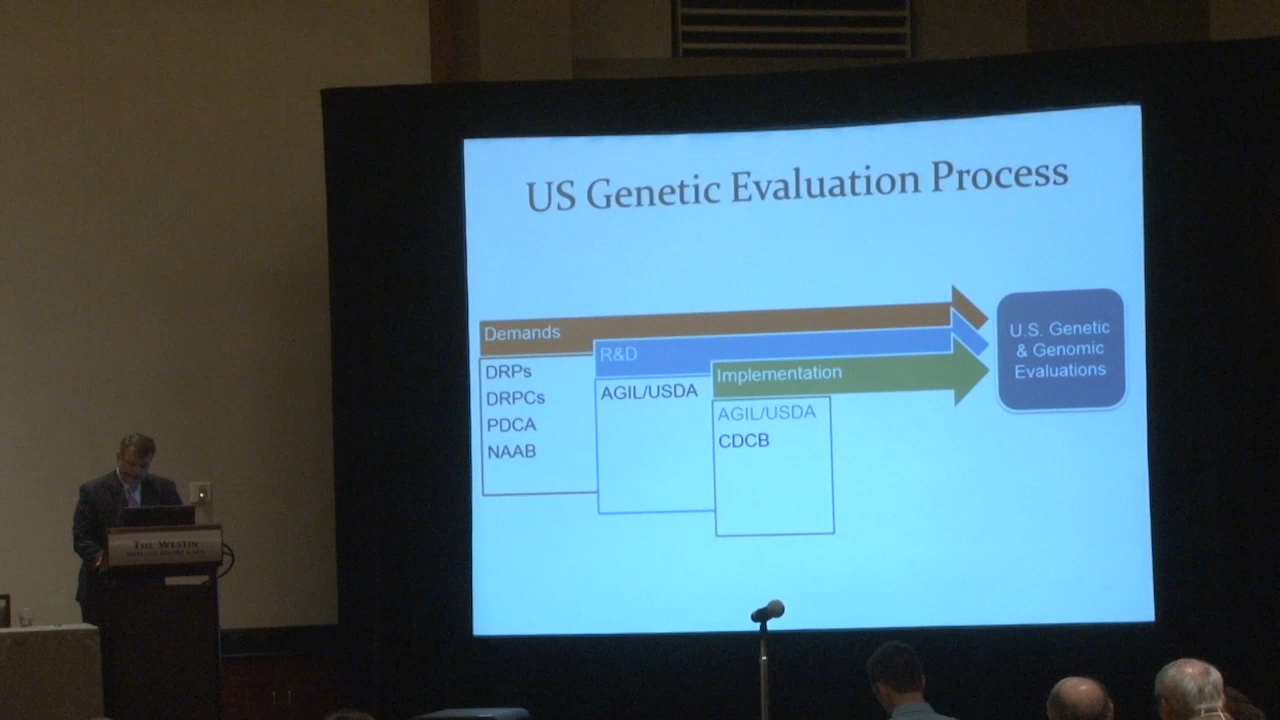 US Genetic Evaluation Process
Demands
DRPs
DRPCs
PDCA
NAAB
R&D
AGIL/USDA
Implementation
AGIL/USDA
CDCB
U.S. Genetic
& Genomic
Evaluations
THE WESTIN